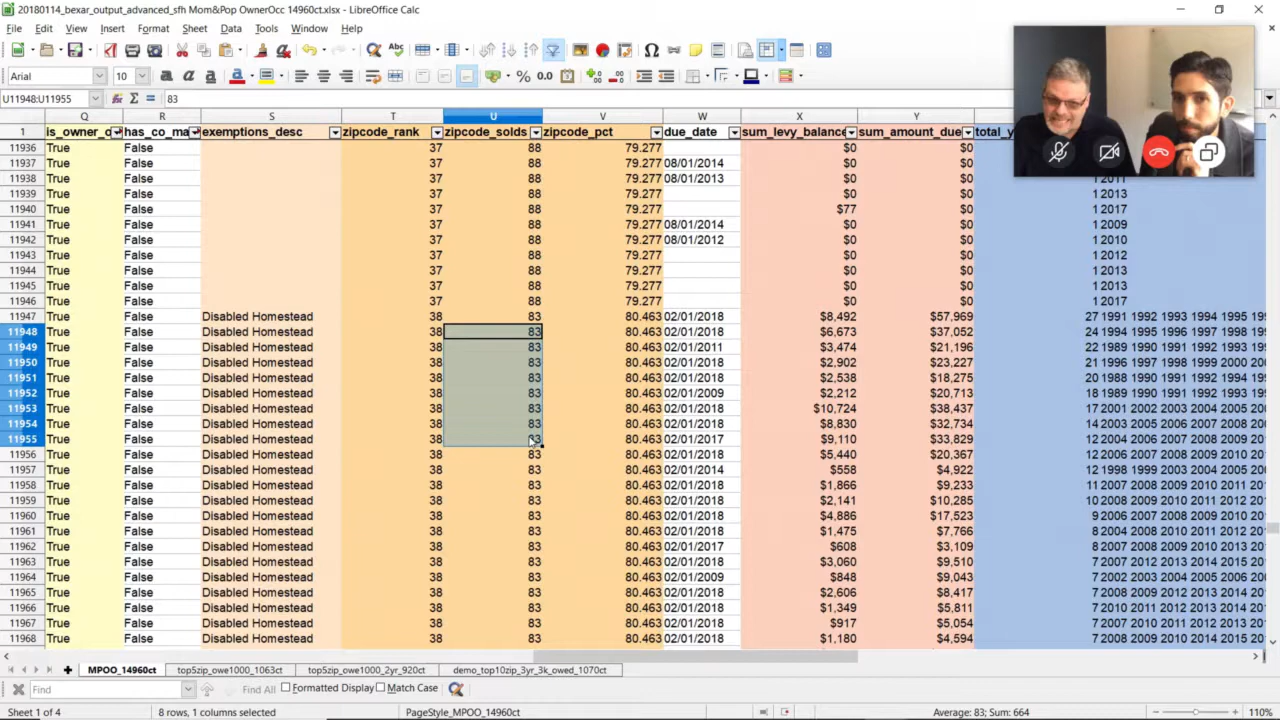 20180114_bexar_output_advanced_sfh Mom&Pop OwnerOcc 14960ct.xlsx - LibreOffice Calc
File Edit View Insert Format Styles Sheet Data Tools Window Help
Arial 10
U11948:U11955 83
Q R S T U V W X Y
1 is_owner_o has_co_ma exemptions_desc zipcode_rank zipcode_solds zipcode_pct due_date sum_levy_balance sum_amount_due total_y
11936 True False 37 88 79.277 $0 $0
11937 True False 37 88 79.277 08/01/2014 $0 $0
11938 True False 37 88 79.277 08/01/2013 $0 $0 1 2011
11939 True False 37 88 79.277 $0 $0 1 2013
11940 True False 37 88 79.277 $77 $0 1 2017
11941 True False 37 88 79.277 08/01/2014 $0 $0 1 2009
11942 True False 37 88 79.277 08/01/2012 $0 $0 1 2010
11943 True False 37 88 79.277 $0 $0 1 2012
11944 True False 37 88 79.277 $0 $0 1 2013
11945 True False 37 88 79.277 $0 $0 1 2013
11946 True False 37 88 79.277 $0 $0 1 2017
11947 True False Disabled Homestead 38 83 80.463 02/01/2018 $8,492 $57,969 27 1991 1992 1993 1994 1995 199
11948 True False Disabled Homestead 38 83 80.463 02/01/2018 $6,673 $37,052 24 1994 1995 1996 1997 1998 199
11949 True False Disabled Homestead 38 83 80.463 02/01/2011 $3,474 $21,196 22 1989 1990 1991 1992 1993 199
11950 True False Disabled Homestead 38 83 80.463 02/01/2018 $2,902 $23,227 21 1996 1997 1998 1999 2000 200
11951 True False Disabled Homestead 38 83 80.463 02/01/2018 $2,538 $18,275 20 1988 1990 1991 1992 1994 199
11952 True False Disabled Homestead 38 83 80.463 02/01/2009 $2,212 $20,713 18 1989 1990 1991 1992 1993 199
11953 True False Disabled Homestead 38 83 80.463 02/01/2018 $10,724 $38,437 17 2001 2002 2003 2004 2005 200
11954 True False Disabled Homestead 38 83 80.463 02/01/2018 $8,830 $32,734 14 2003 2005 2006 2007 2008 200
11955 True False Disabled Homestead 38 83 80.463 02/01/2017 $9,110 $33,829 12 2004 2006 2007 2008 2009 201
11956 True False Disabled Homestead 38 83 80.463 02/01/2018 $5,440 $20,367 12 2006 2007 2008 2009 2010 201
11957 True False Disabled Homestead 38 83 80.463 02/01/2014 $558 $4,922 12 1998 1999 2003 2004 2005 200
11958 True False Disabled Homestead 38 83 80.463 02/01/2018 $1,866 $9,233 11 2007 2008 2009 2010 2011 201
11959 True False Disabled Homestead 38 83 80.463 02/01/2018 $2,141 $10,285 10 2008 2009 2010 2011 2012 201
11960 True False Disabled Homestead 38 83 80.463 02/01/2018 $4,886 $17,523 9 2006 2007 2008 2009 2010 201
11961 True False Disabled Homestead 38 83 80.463 02/01/2018 $1,475 $7,766 8 2004 2008 2010 2011 2012 201
11962 True False Disabled Homestead 38 83 80.463 02/01/2017 $608 $3,109 8 2007 2008 2009 2010 2013 201
11963 True False Disabled Homestead 38 83 80.463 02/01/2018 $3,060 $9,510 7 2008 2010 2011 2012 2013 201
11964 True False Disabled Homestead 38 83 80.463 02/01/2009 $848 $9,043 7 2002 2003 2004 2005 2006 200
11965 True False Disabled Homestead 38 83 80.463 02/01/2018 $2,606 $8,417 7 2008 2009 2010 2011 2012 201
11966 True False Disabled Homestead 38 83 80.463 02/01/2018 $1,349 $5,811 7 2010 2011 2012 2013 2014 201
11967 True False Disabled Homestead 38 83 80.463 02/01/2018 $917 $5,054 7 2007 2010 2011 2012 2013 201
11968 True False Disabled Homestead 38 83 80.463 02/01/2018 $1,180 $4,594 7 2008 2009 2010 2012 2014 201
MPOO_14960ct top5zip_owe1000_1063ct top5zip_owe1000_2yr_920ct demo_top10zip_3yr_3k_owed_1070ct
Find Find All Formatted Display Match Case
Sheet 1 of 4 8 rows, 1 columns selected PageStyle_MPOO_14960ct Average: 83; Sum: 664 110%